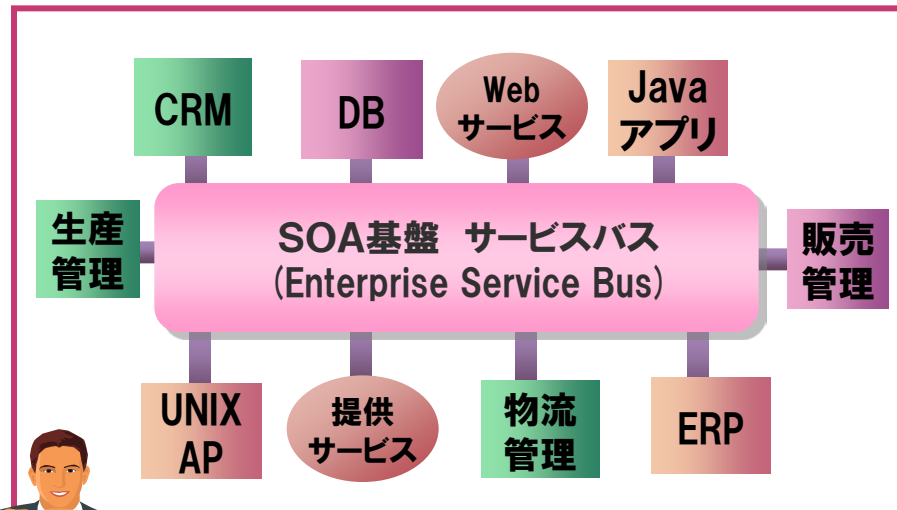 CRM
DB
Web
サービス
Java
アプリ
生産
管理
SOA基盤 サービスバス
(Enterprise Service Bus)
販売
管理
UNIX
AP
提供
サービス
物流
管理
ERP